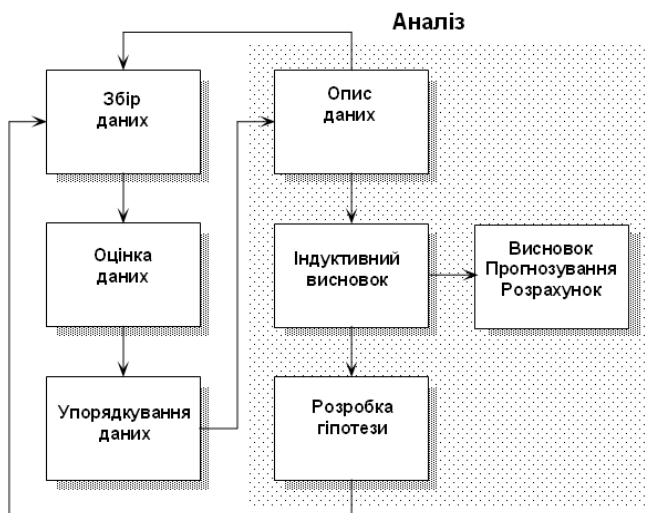 Аналіз
Збір
даних
Опис
даних
Оцінка
даних
Індуктивний
висновок
Висновок
Прогнозування
Розрахунок
Упорядкування
даних
Розробка
гіпотези